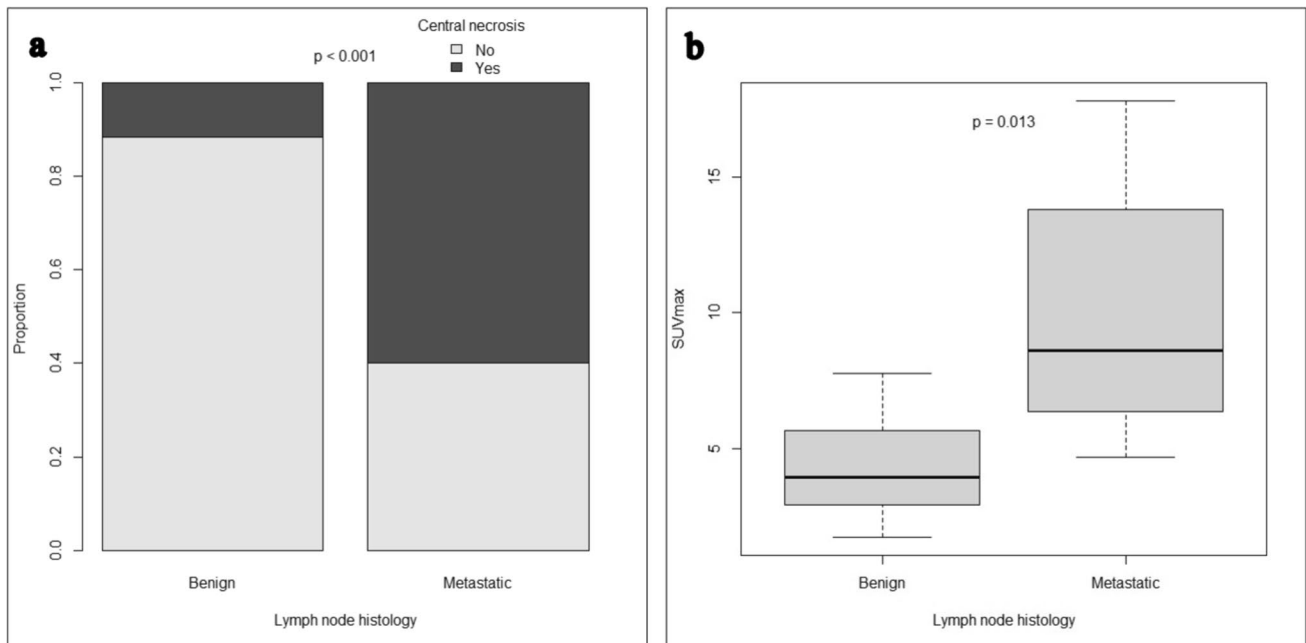 a
Central necrosis
No
Yes
p < 0.001
1.0
0.8
0.6
0.4
0.2
0.0
Proportion
Benign
Metastatic
Lymph node histology
b
p = 0.013
15
10
5
SUVmax
Benign
Metastatic
Lymph node histology